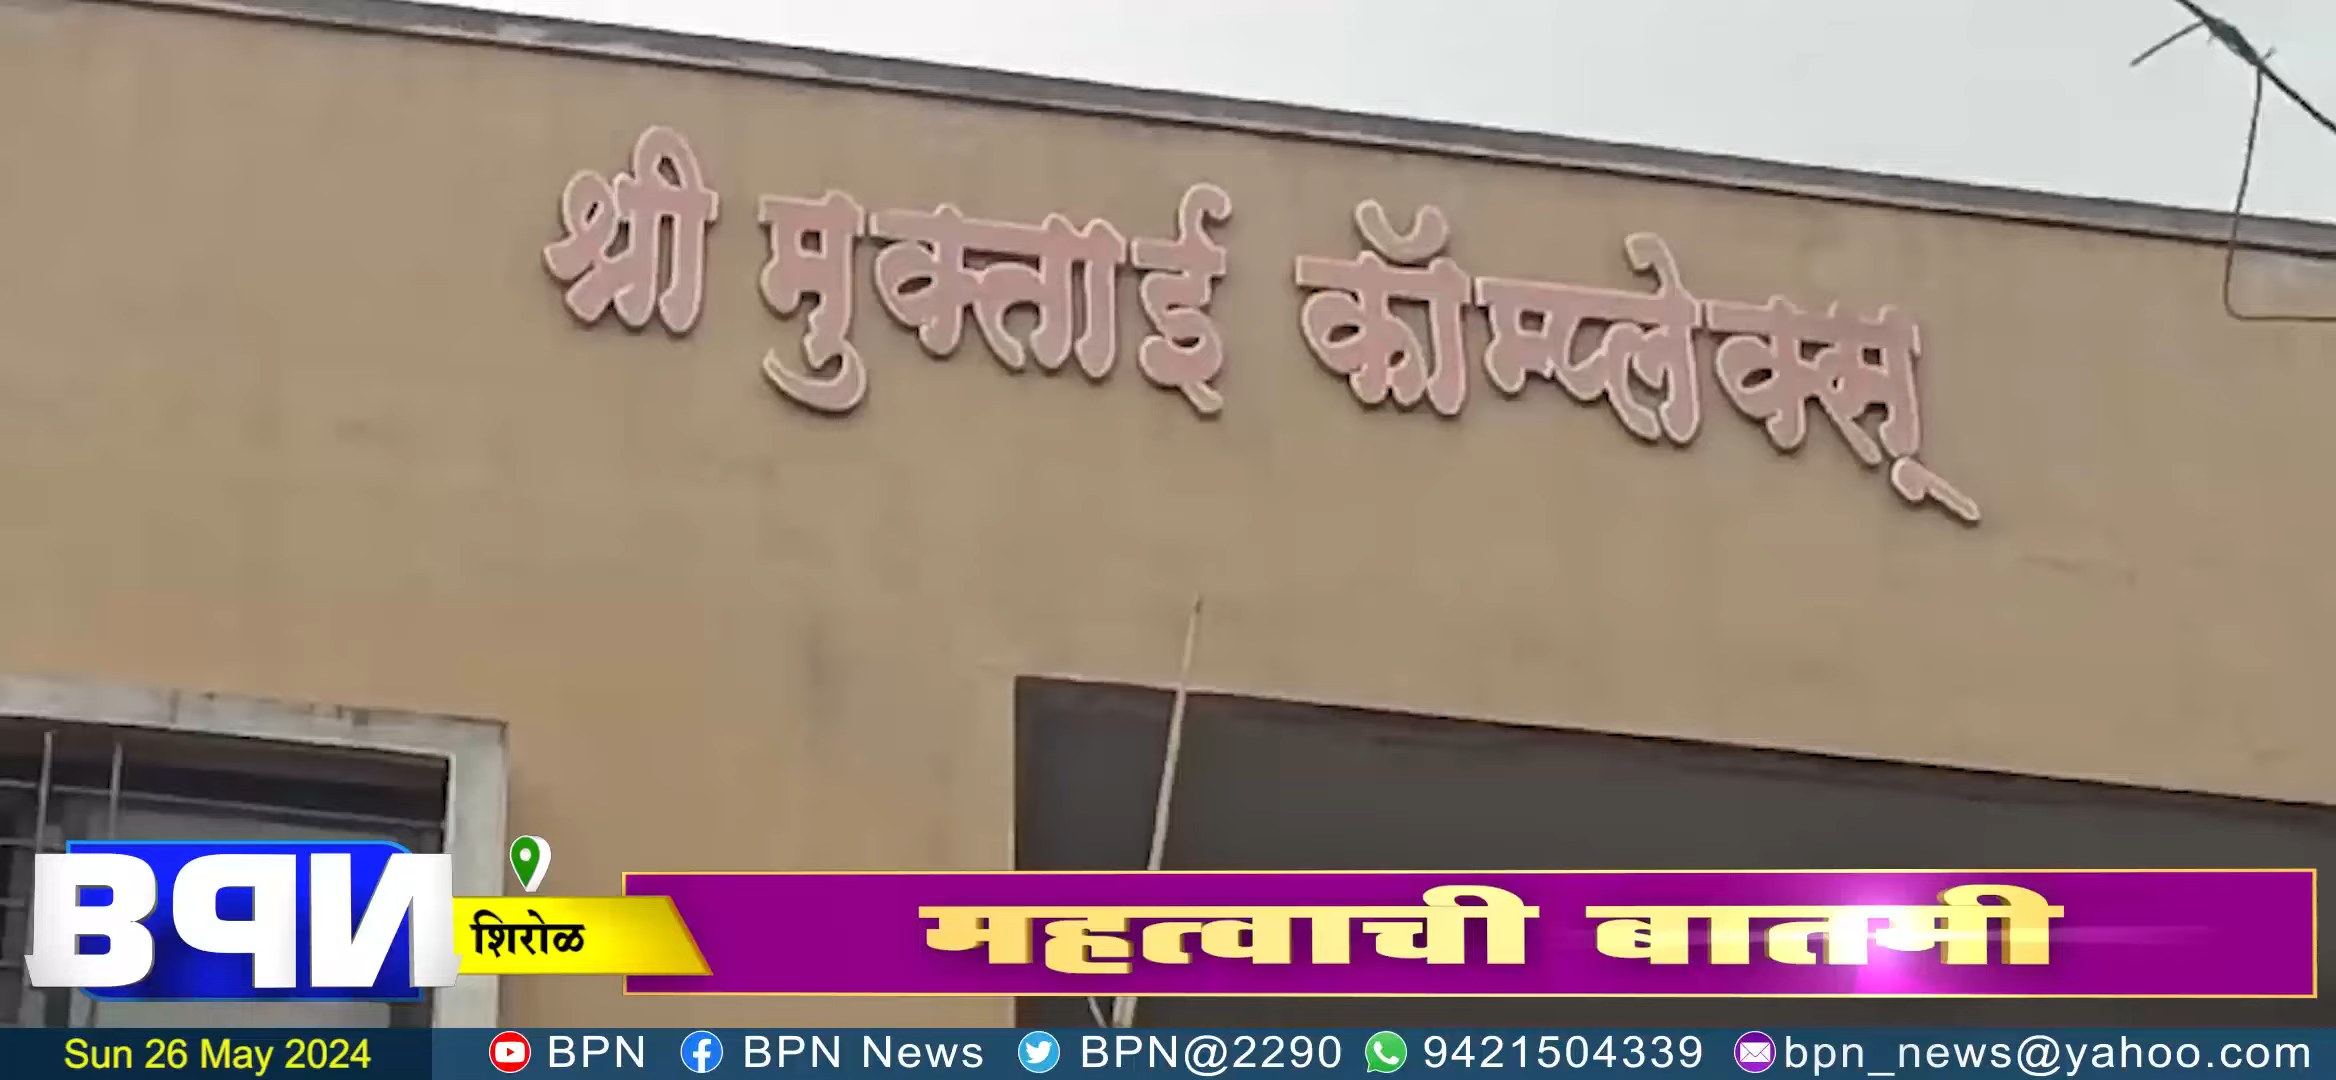 श्री मुक्ताई कॉम्प्लेक्स्
BPN
शिरोळ
महत्वाची बातमी
Sun 26 May 2024
BPN
BPN News
BPN@2290
9421504339
bpn_news@yahoo.com